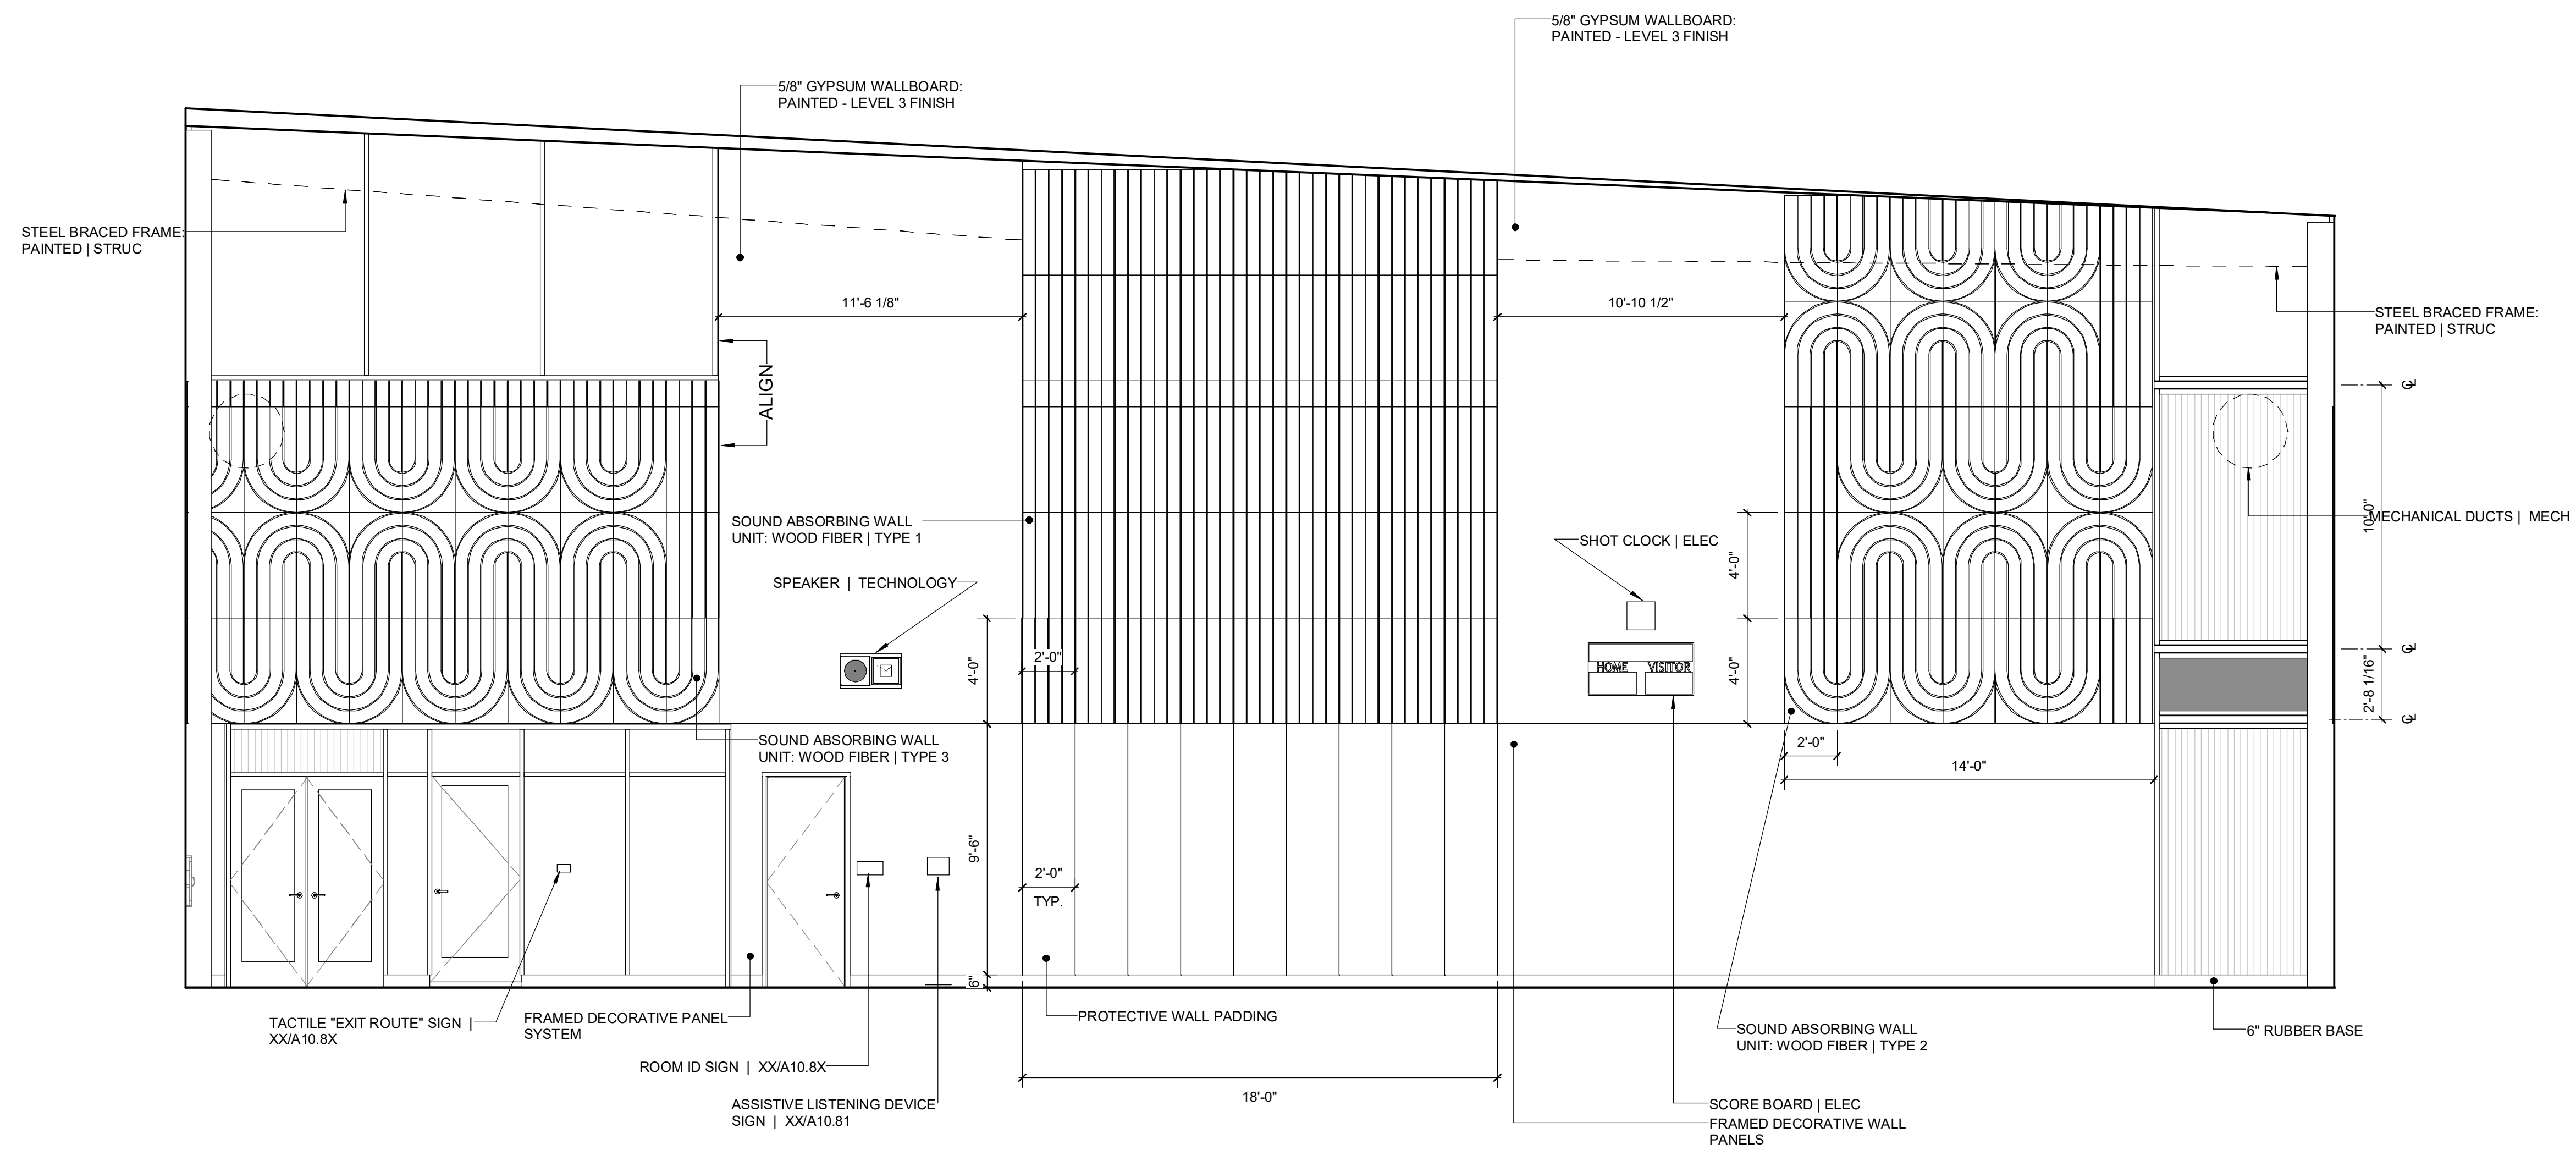 5/8" GYPSUM WALLBOARD:
PAINTED - LEVEL 3 FINISH
5/8" GYPSUM WALLBOARD:
PAINTED - LEVEL 3 FINISH
STEEL BRACED FRAME:
PAINTED | STRUC
11'-6 1/8"
10'-10 1/2"
STEEL BRACED FRAME:
PAINTED | STRUC
ALIGN
CL
SOUND ABSORBING WALL
UNIT: WOOD FIBER | TYPE 1
SHOT CLOCK | ELEC
MECHANICAL DUCTS | MECH
10'-0"
SPEAKER | TECHNOLOGY
4'-0"
2'-0"
4'-0"
4'-0"
HOME VISITOR
CL
2'-8 1/16"
CL
SOUND ABSORBING WALL
UNIT: WOOD FIBER | TYPE 3
2'-0"
14'-0"
9'-6"
2'-0"
TYP.
6"
TACTILE "EXIT ROUTE" SIGN |
XX/A10.8X
FRAMED DECORATIVE PANEL
SYSTEM
PROTECTIVE WALL PADDING
SOUND ABSORBING WALL
UNIT: WOOD FIBER | TYPE 2
6" RUBBER BASE
ROOM ID SIGN | XX/A10.8X
18'-0"
ASSISTIVE LISTENING DEVICE
SIGN | XX/A10.81
SCORE BOARD | ELEC
FRAMED DECORATIVE WALL
PANELS